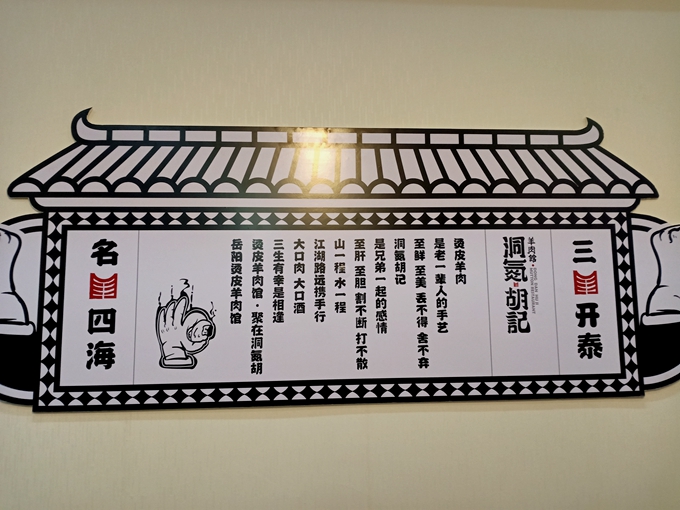 三羊开泰
羊肉馆
洞氮胡記
烫皮羊肉
是老一辈人的手艺
至鲜 至美 丢不得 舍不弃
洞氮胡记
是兄弟一起的感情
至肝 至胆 割不断 打不散
山一程 水一程
江湖路远携手行
大口肉 大口酒
三生有幸是相逢
烫皮羊肉馆·聚在洞氮胡
岳阳烫皮羊肉馆
名羊四海